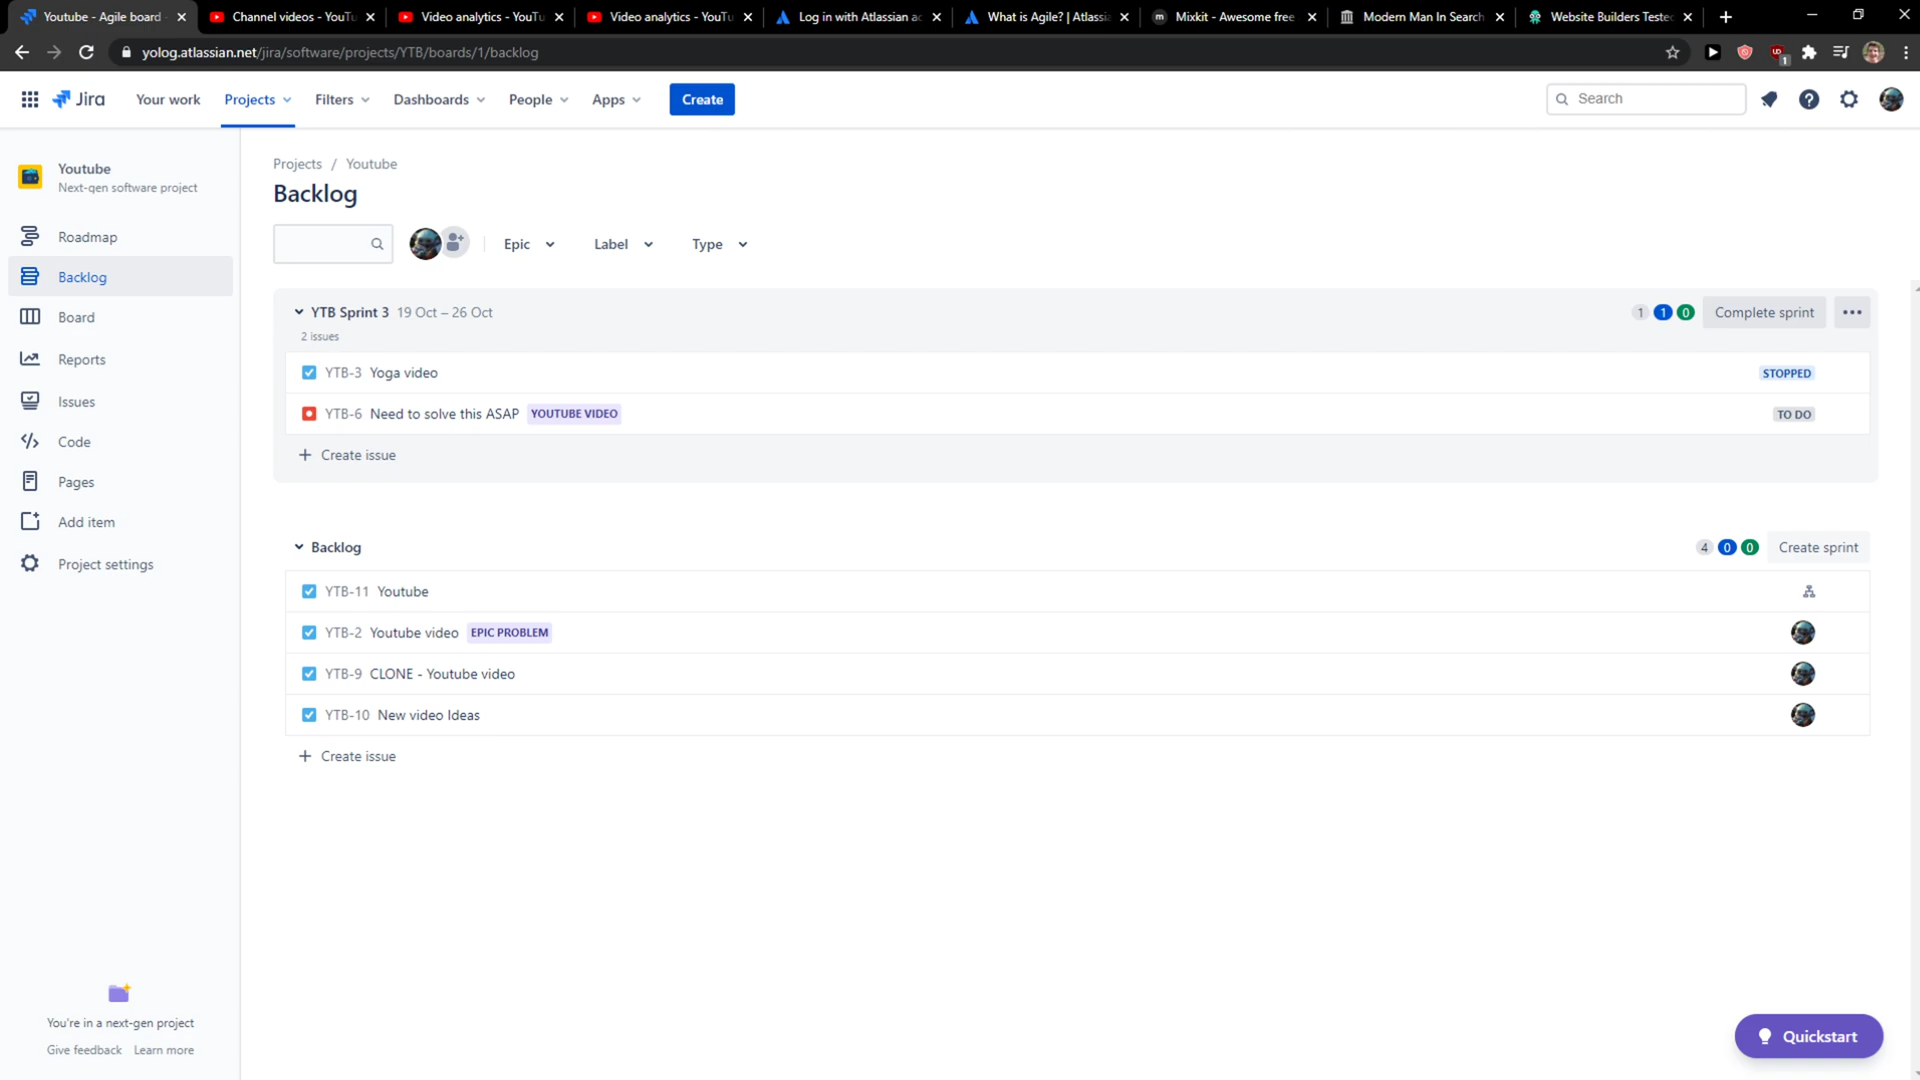 Youtube - Agile board -
Channel videos - YouTu
Video analytics - YouTu
Video analytics - YouTu
Log in with Atlassian ac
What is Agile? | Atlassia
Mixkit - Awesome free
Modern Man In Search
Website Builders Tested
yolog.atlassian.net/jira/software/projects/YTB/boards/1/backlog
1
Jira
Your work
Projects
Filters
Dashboards
People
Apps
Create
Search
Youtube
Next-gen software project
Roadmap
Backlog
Board
Reports
Issues
Code
Pages
Add item
Project settings
You're in a next-gen project
Give feedback Learn more
Projects / Youtube
Backlog
Epic
Label
Type
YTB Sprint 3 19 Oct – 26 Oct
1 1 0
Complete sprint
2 issues
YTB-3 Yoga video
STOPPED
YTB-6 Need to solve this ASAP YOUTUBE VIDEO
TO DO
Create issue
Backlog
4 0 0
Create sprint
YTB-11 Youtube
YTB-2 Youtube video EPIC PROBLEM
YTB-9 CLONE - Youtube video
YTB-10 New video Ideas
Create issue
Quickstart